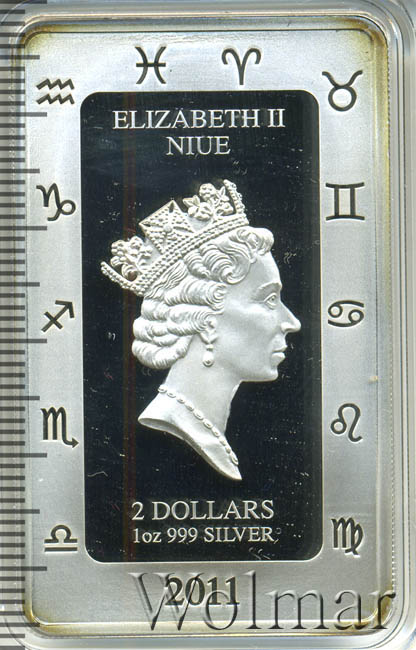 ELIZABETH II
NIUE
2 DOLLARS
1oz 999 SILVER
2011
Wolmar